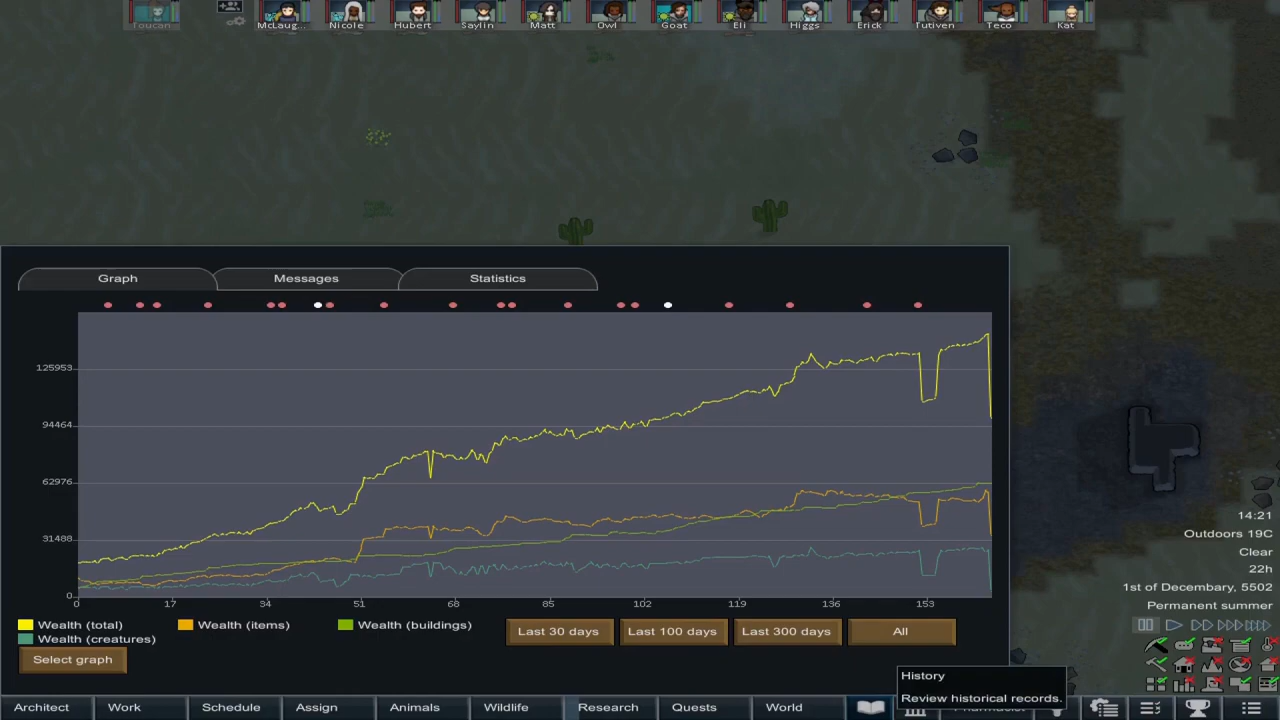 Toucan McLaug... Nicole Hubert Saylin Matt Owl Goat Eli Higgs Erick Tutiven Teco Kat
Graph Messages Statistics
125953
94464
62976
31488
0
0 17 34 51 68 85 102 119 136 153
Wealth (total) Wealth (items) Wealth (buildings)
Wealth (creatures)
Last 30 days Last 100 days Last 300 days All
Select graph
14:21
Outdoors 19C
Clear
22h
1st of Decembary, 5502
Permanent summer
History
Review historical records.
Architect Work Schedule Assign Animals Wildlife Research Quests World